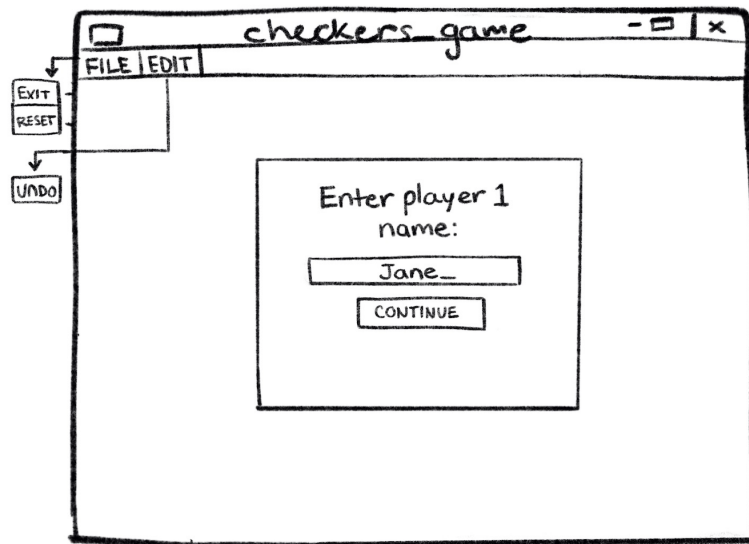 checkers_game - x
FILE EDIT
EXIT
RESET
UNDO
Enter player 1
name:
Jane_
CONTINUE